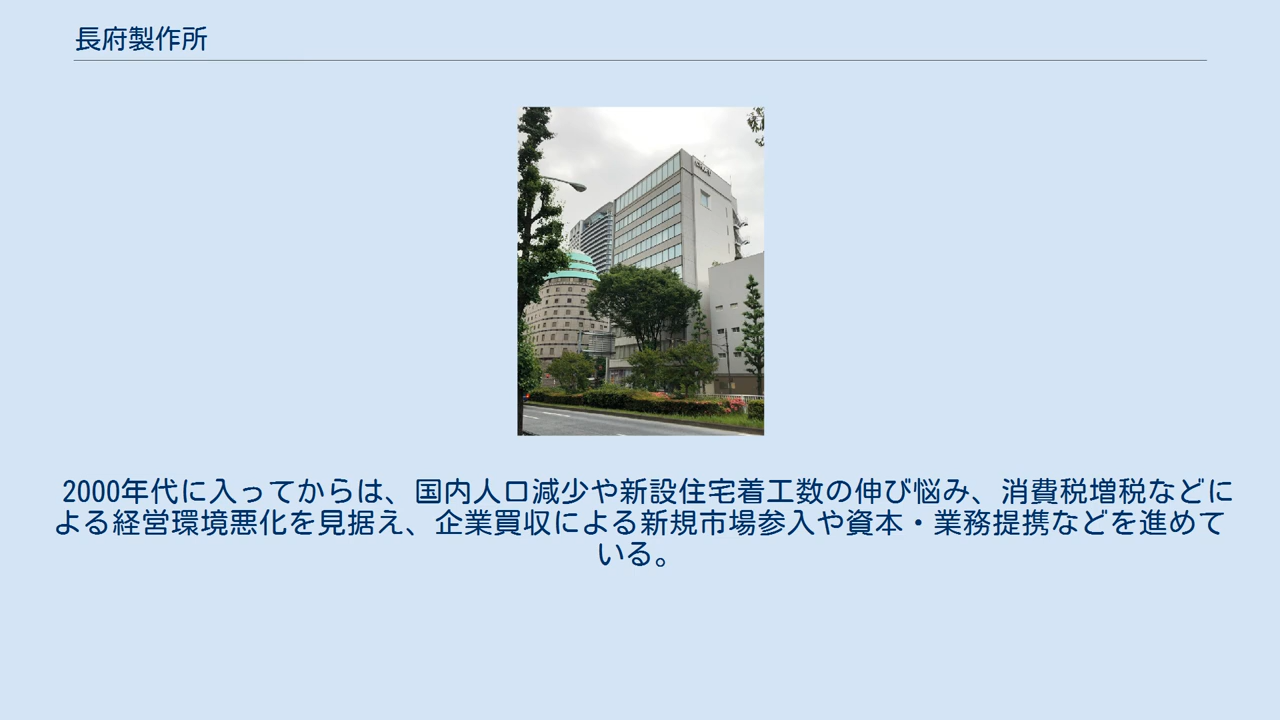 長府製作所
2000年代に入ってからは、国内人口減少や新設住宅着工数の伸び悩み、消費税増税などに
よる経営環境悪化を見据え、企業買収による新規市場参入や資本・業務提携などを進めて
いる。